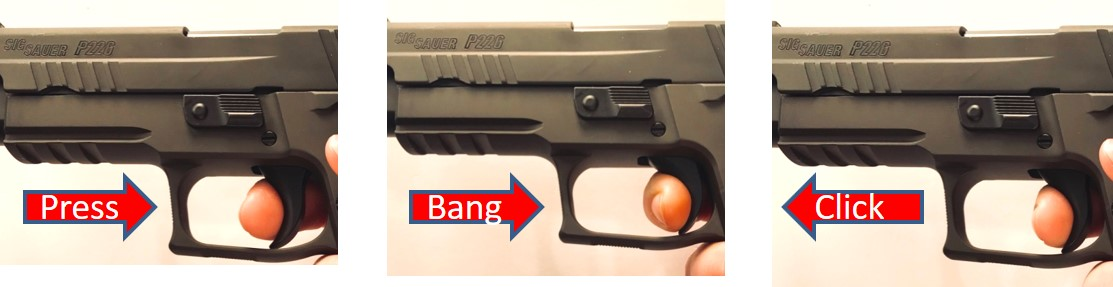 SIG SAUER P226
Press
SIG SAUER P226
Bang
SIG SAUER P226
Click